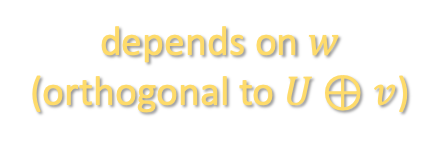 depends on w
(orthogonal to U ⊕ v)